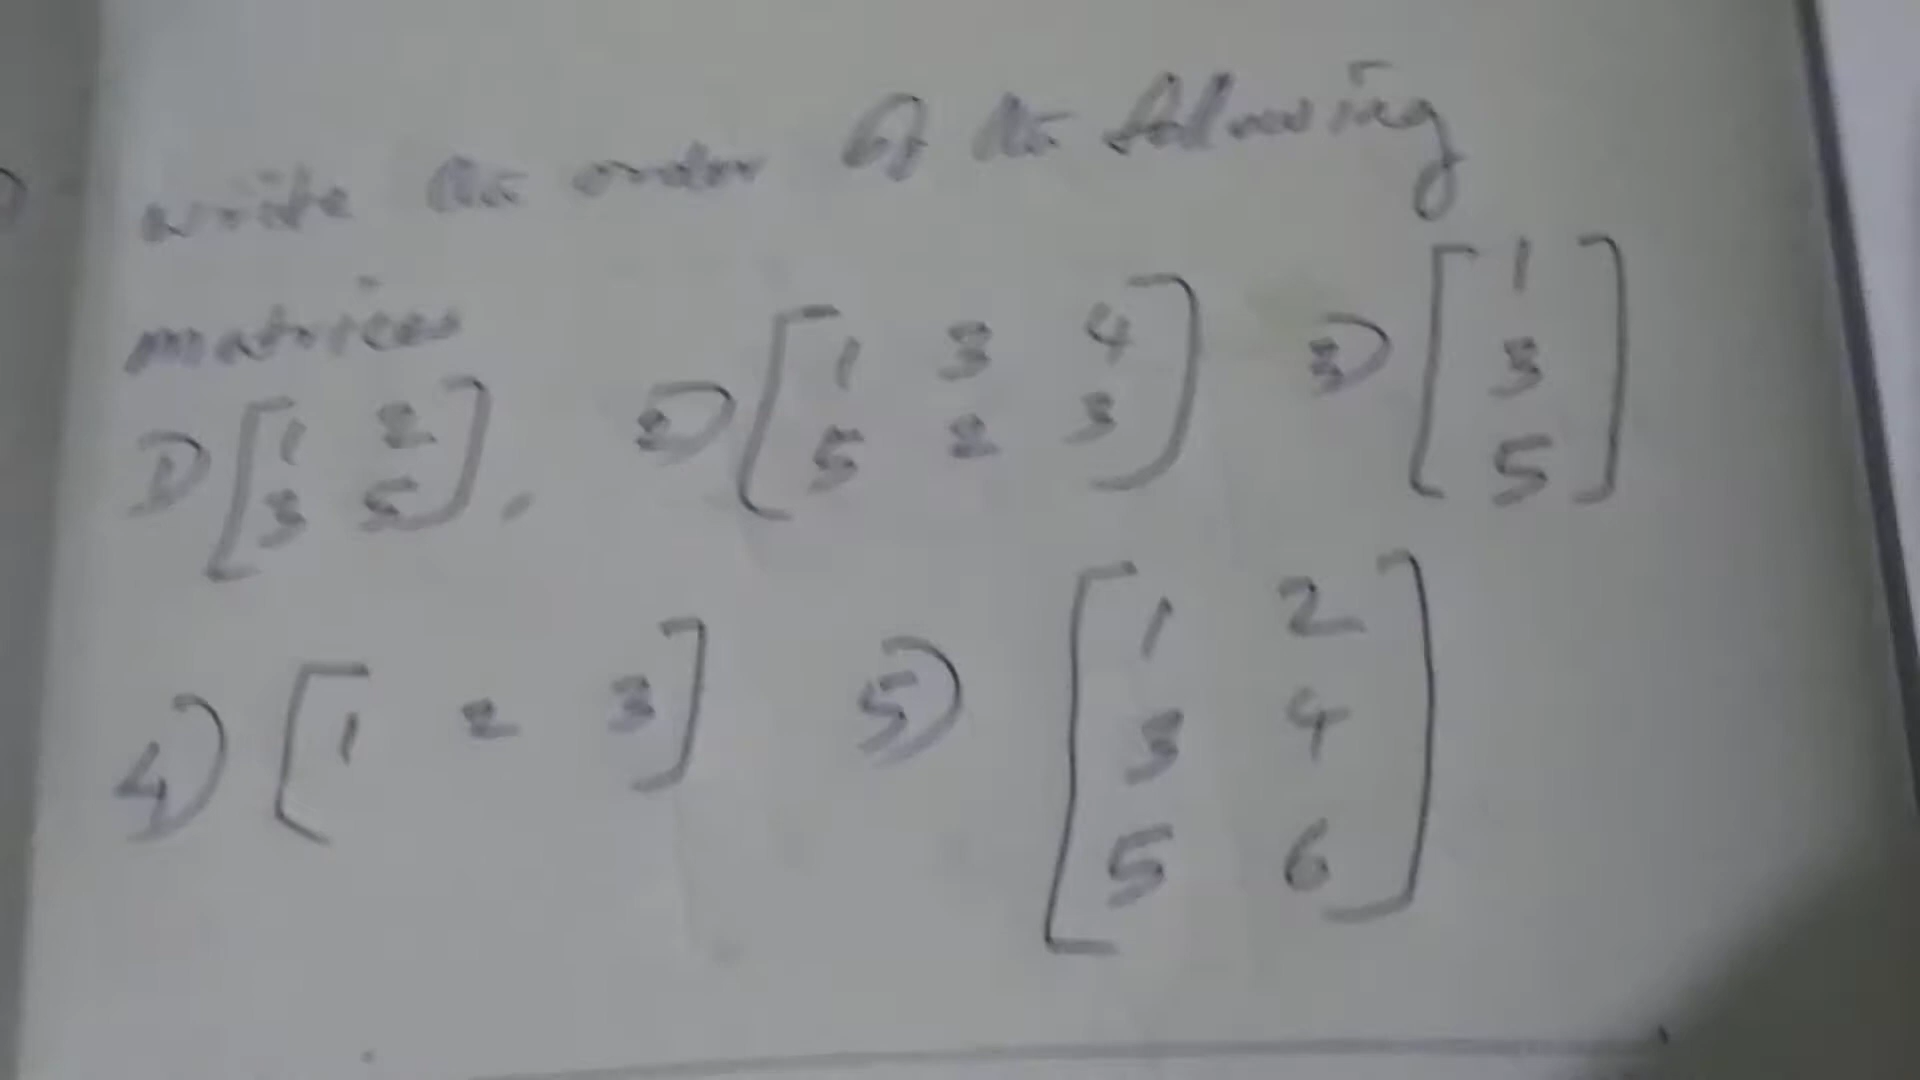 write the order of the following
matrices
1) [1 2
3 5]. 2) [1 3 4
5 2 3] 3) [1
3
5]
4) [1 2 3] 5) [1 2
3 4
5 6]